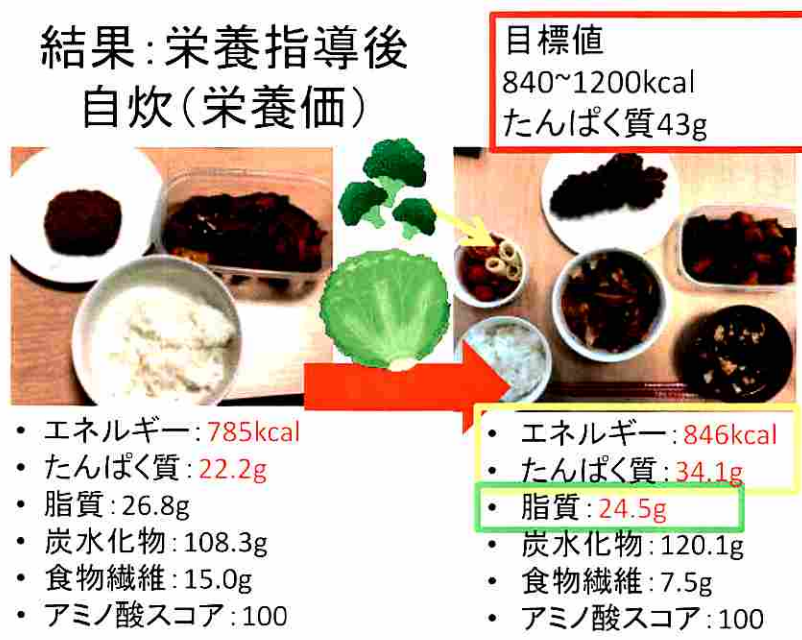 結果:栄養指導後
自炊(栄養価)
目標値
840~1200kcal
たんぱく質43g
• エネルギー:785kcal
• たんぱく質:22.2g
• 脂質:26.8g
• 炭水化物:108.3g
• 食物繊維:15.0g
• アミノ酸スコア:100
• エネルギー:846kcal
• たんぱく質:34.1g
• 脂質:24.5g
• 炭水化物:120.1g
• 食物繊維:7.5g
• アミノ酸スコア:100